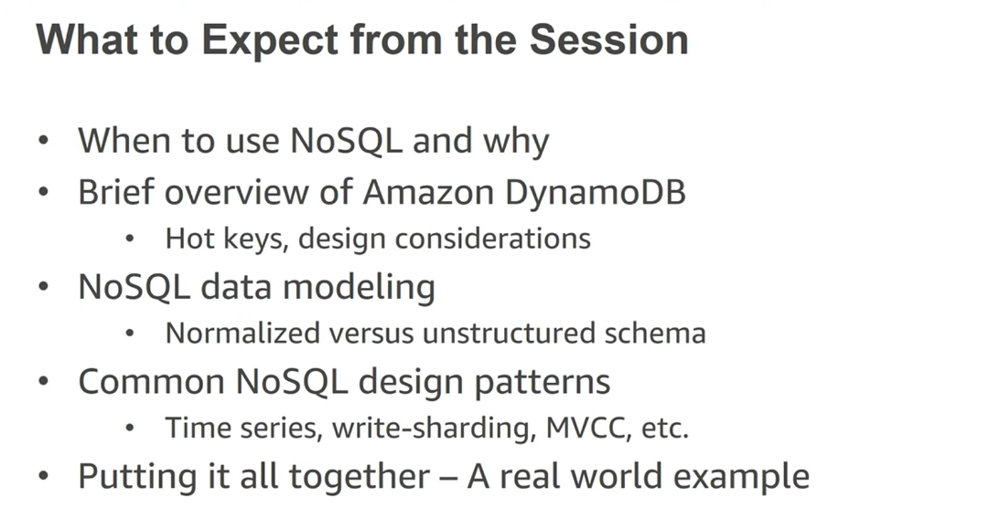 What to Expect from the Session
• When to use NoSQL and why
• Brief overview of Amazon DynamoDB
• Hot keys, design considerations
• NoSQL data modeling
• Normalized versus unstructured schema
• Common NoSQL design patterns
• Time series, write-sharding, MVCC, etc.
• Putting it all together – A real world example